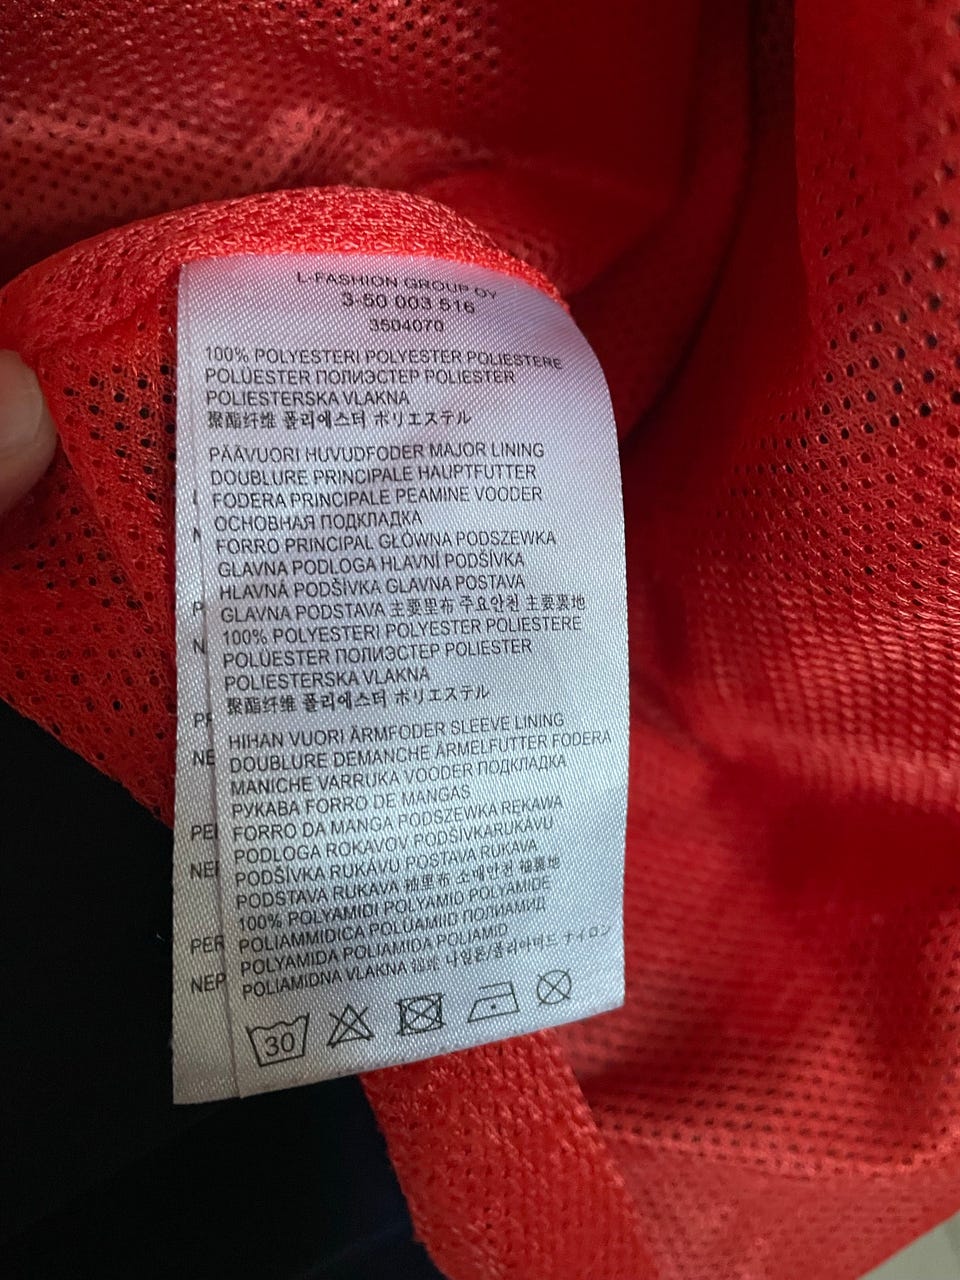 L-FASHION GROUP OY
3-50 003 516
3504070
100% POLYESTERI POLYESTER POLIESTERE
POLÜESTER ПОЛИЭСТЕР POLIESTER
POLIESTERSKA VLAKNA
聚酯纤维 폴리에스터 ポリエステル
PÄÄVUORI HUVUDFODER MAJOR LINING
DOUBLURE PRINCIPALE HAUPTFUTTER
FODERA PRINCIPALE PEAMINE VOODER
ОСНОВНАЯ ПОДКЛАДКА
FORRO PRINCIPAL GŁÓWNA PODSZEWKA
GLAVNA PODLOGA HLAVNÍ PODŠÍVKA
HLAVNÁ PODŠÍVKA GLAVNA POSTAVA
GLAVNA PODSTAVA 主要里布 주요안천 主要裏地
100% POLYESTERI POLYESTER POLIESTERE
POLÜESTER ПОЛИЭСТЕР POLIESTER
POLIESTERSKA VLAKNA
聚酯纤维 폴리에스터 ポリエステル
HIHAN VUORI ÄRMFODER SLEEVE LINING
DOUBLURE DEMANCHE ÄRMELFUTTER FODERA
MANICHE VARRUKA VOODER ПОДКЛАДКА
РУКАВА FORRO DE MANGAS
FORRO DA MANGA PODSZEWKA REKAWA
PODLOGA ROKAVOV PODŠÍVKARUKÁVU
PODŠÍVKA RUKÁVU POSTAVA RUKAVA
PODSTAVA RUKAVA 袖里布 소매안천 袖裏地
100% POLYAMIDI POLYAMID POLYAMIDE
POLIAMMIDICA POLÜAMIID ПОЛИАМИД
POLYAMIDA POLIAMIDA POLIAMID
POLIAMIDNA VLAKNA 나일론/폴리아미드 ナイロン
30
PER
NEP